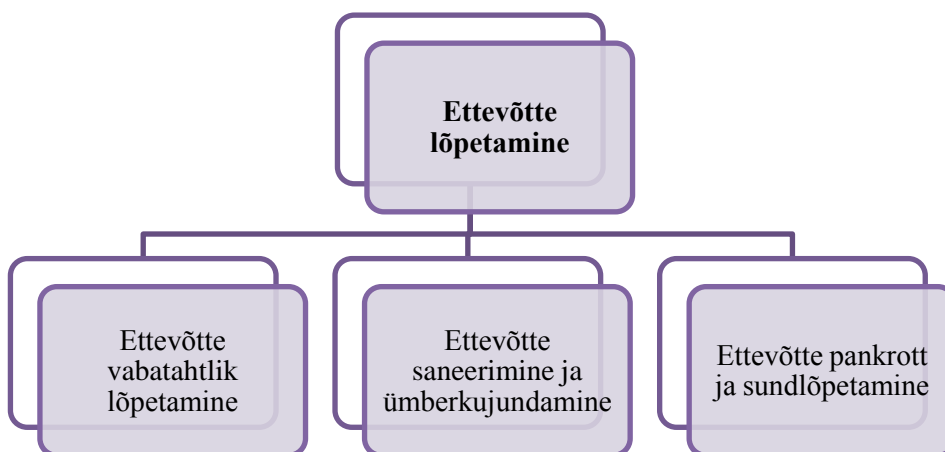 Ettevõtte
lõpetamine
Ettevõtte
vabatahtlik
lõpetamine
Ettevõtte
saneerimine ja
ümberkujundamine
Ettevõtte pankrott
ja sundlõpetamine